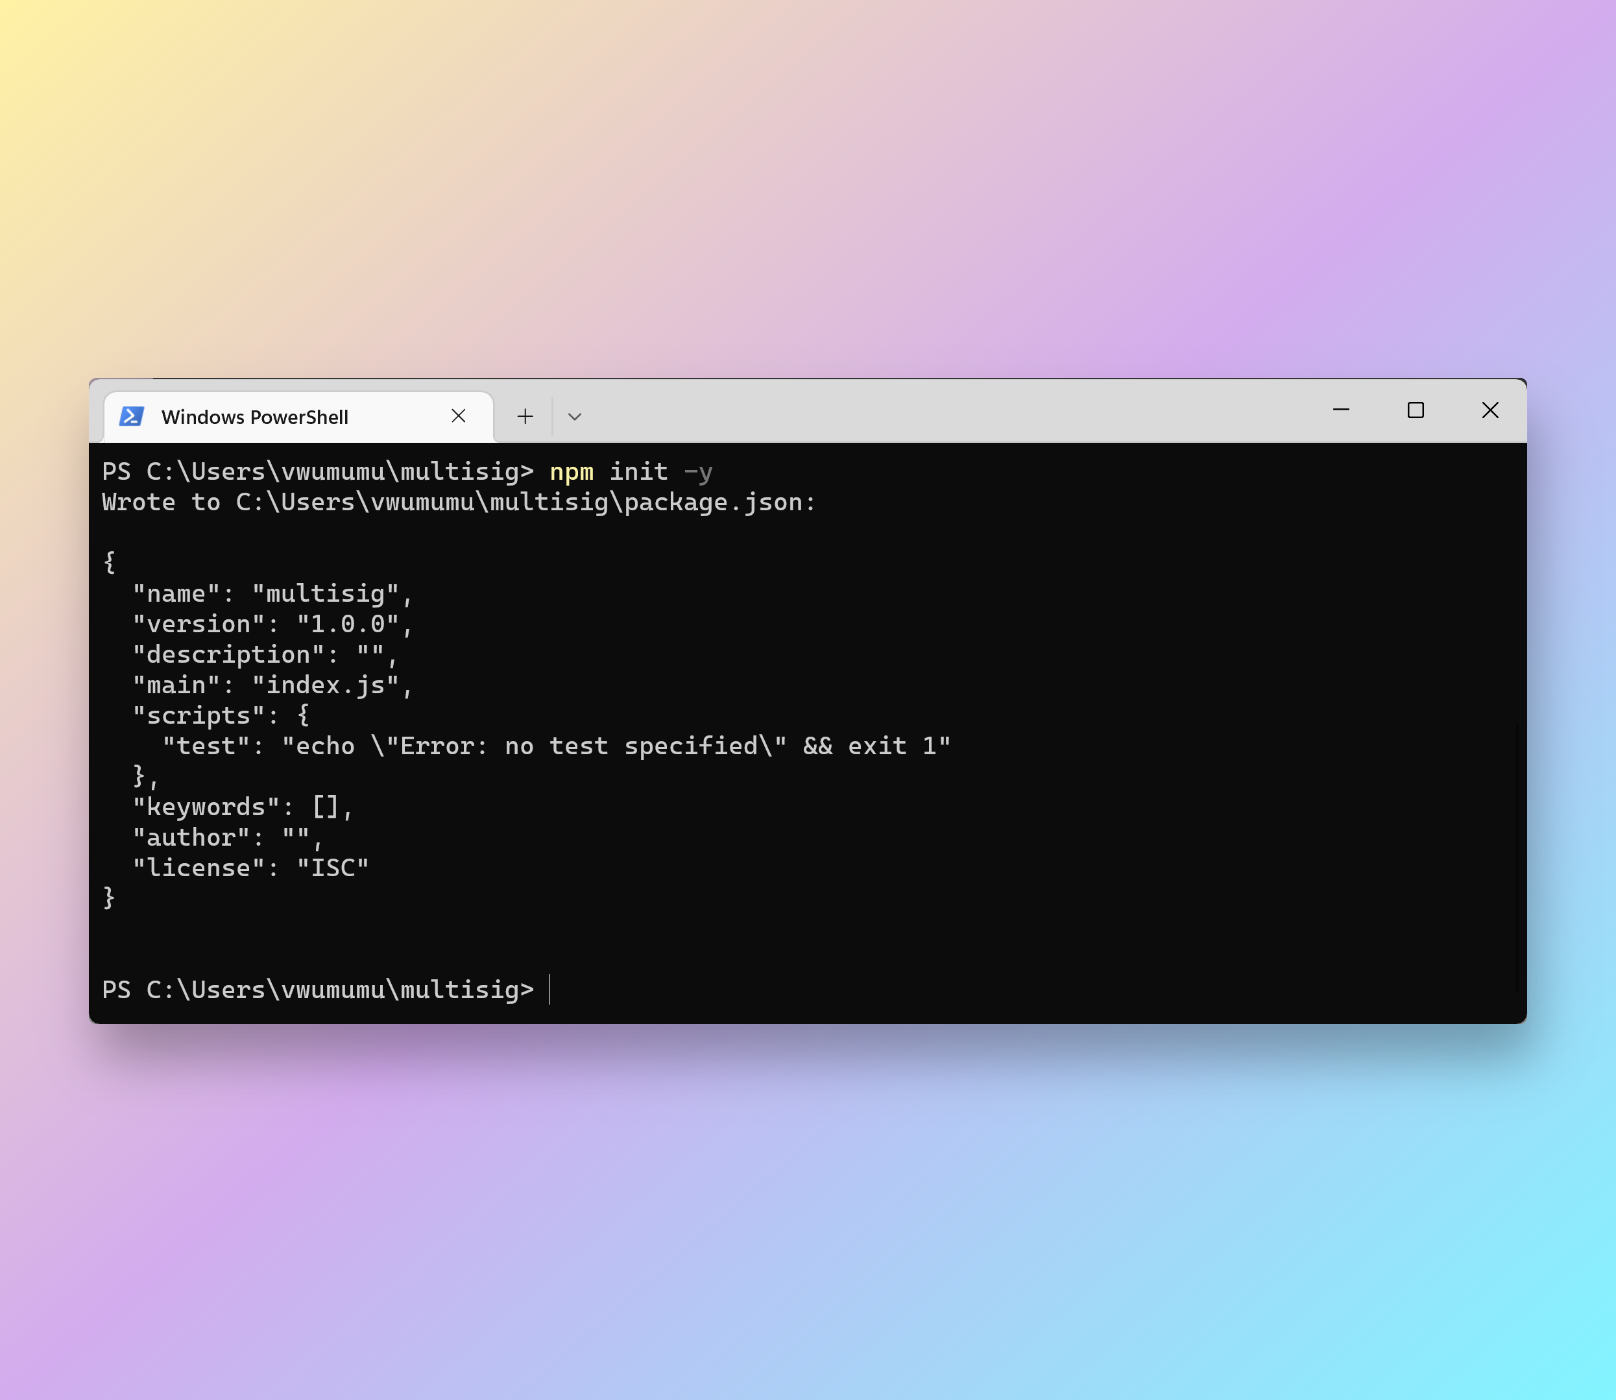 Windows PowerShell
PS C:\Users\vwumumu\multisig> npm init -y
Wrote to C:\Users\vwumumu\multisig\package.json:
{
  "name": "multisig",
  "version": "1.0.0",
  "description": "",
  "main": "index.js",
  "scripts": {
    "test": "echo \"Error: no test specified\" && exit 1"
  },
  "keywords": [],
  "author": "",
  "license": "ISC"
}
PS C:\Users\vwumumu\multisig>